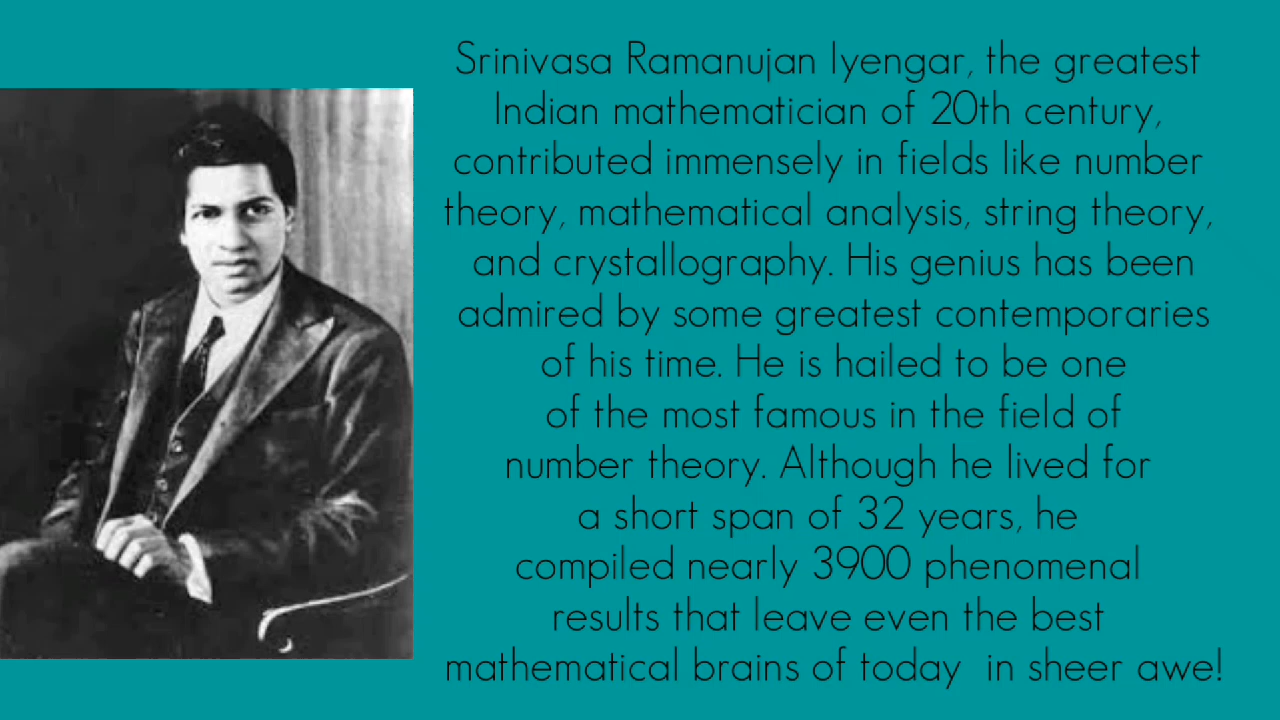 Srinivasa Ramanujan Iyengar, the greatest
Indian mathematician of 20th century,
contributed immensely in fields like number
theory, mathematical analysis, string theory,
and crystallography. His genius has been
admired by some greatest contemporaries
of his time. He is hailed to be one
of the most famous in the field of
number theory. Although he lived for
a short span of 32 years, he
compiled nearly 3900 phenomenal
results that leave even the best
mathematical brains of today  in sheer awe!